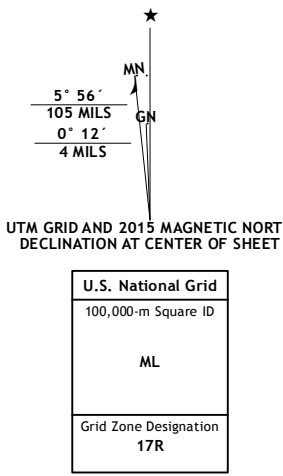 ★
MN
GN
5° 56´
105 MILS
0° 12´
4 MILS
UTM GRID AND 2015 MAGNETIC NORT
DECLINATION AT CENTER OF SHEET
U.S. National Grid
100,000-m Square ID
ML
Grid Zone Designation
17R